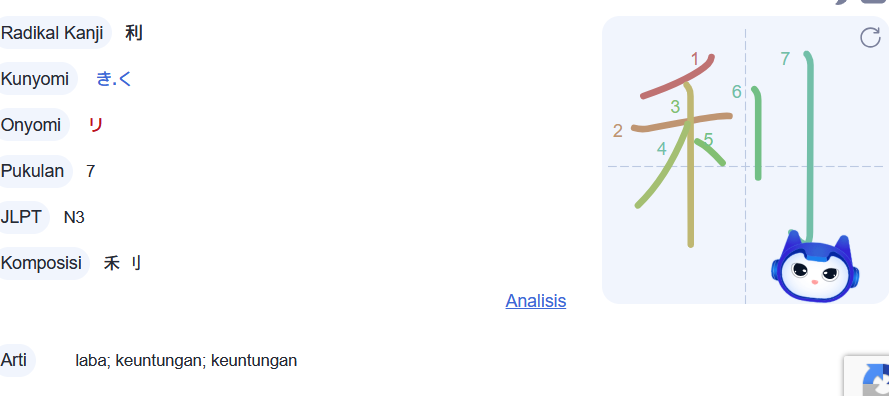 Radikal Kanji 利
Kunyomi き.く
Onyomi リ
Pukulan 7
JLPT N3
Komposisi 禾 刂
Analisis
Arti laba; keuntungan; keuntungan
1
2
3
4
5
6
7
利